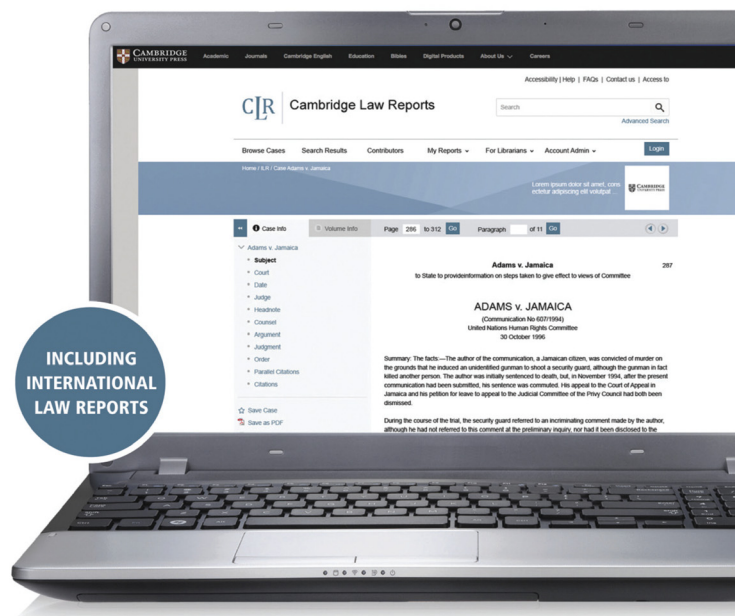 CAMBRIDGE
UNIVERSITY PRESS
Academic Journals Cambridge English Education Bibles Digital Products About Us Careers
Accessibility | Help | FAQs | Contact us | Access to
CLR Cambridge Law Reports
Search
Advanced Search
Browse Cases Search Results Contributors My Reports For Librarians Account Admin Login
Home / ILR / Case Adams v. Jamaica
Lorem ipsum dolor sit amet, cons
ectetur adipiscing elit volutpat ...
CAMBRIDGE
UNIVERSITY PRESS
Case Info Volume Info Page 286 to 312 Go Paragraph of 11 Go
Adams v. Jamaica
Subject
Court
Date
Judge
Headnote
Counsel
Argument
Judgment
Order
Parallel Citations
Citations
Save Case
Save as PDF
Adams v. Jamaica 287
to State to provideinformation on steps taken to give effect to views of Committee
ADAMS v. JAMAICA
(Communication No 607/1994)
United Nations Human Rights Committee
30 October 1996
Summary: The facts:—The author of the communication, a Jamaican citizen, was convicted of murder on
the grounds that he induced an unidentified gunman to shoot a security guard, although the gunman in fact
killed another person. The author was initially sentenced to death, but, in November 1994, after the present
communication had been submitted, his sentence was commuted. His appeal to the Court of Appeal in
Jamaica and his petition for leave to appeal to the Judicial Committee of the Privy Council had both been
dismissed.
During the course of the trial, the security guard referred to an incriminating comment made by the author,
although he had not referred to this comment at the preliminary inquiry, nor had it been disclosed to the
INCLUDING
INTERNATIONAL
LAW REPORTS